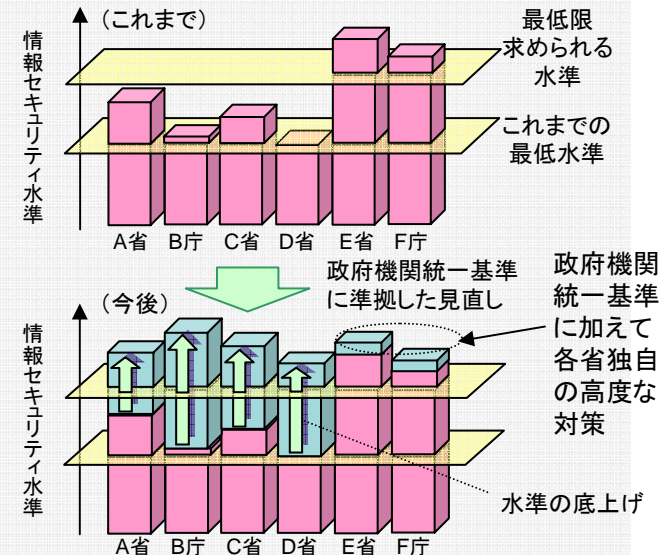 （これまで）
最低限
求められる
水準
これまでの
最低水準
情報セキュリティ水準
A省 B庁 C省 D省 E省 F庁
政府機関統一基準
に準拠した見直し
（今後）
政府機関
統一基準
に加えて
各省独自
の高度な
対策
情報セキュリティ水準
水準の底上げ
A省 B庁 C省 D省 E省 F庁